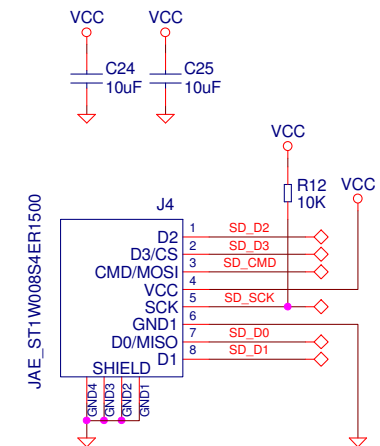 VCC
VCC
C24
10uF
C25
10uF
VCC
R12
10K
VCC
J4
JAE_ST1W008S4ER1500
D2 1 SD_D2
D3/CS 2 SD_D3
CMD/MOSI 3 SD_CMD
VCC 4
SCK 5 SD_SCK
GND1 6
D0/MISO 7 SD_D0
D1 8 SD_D1
SHIELD
GND4
GND3
GND2
GND1